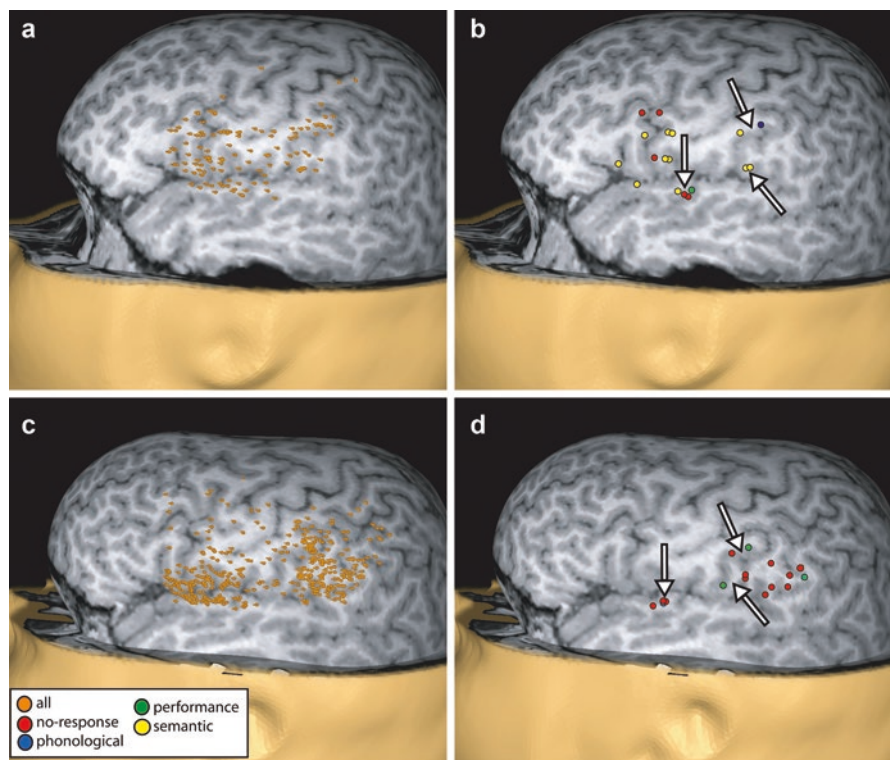 a
b
c
d
all
no-response
phonological
performance
semantic